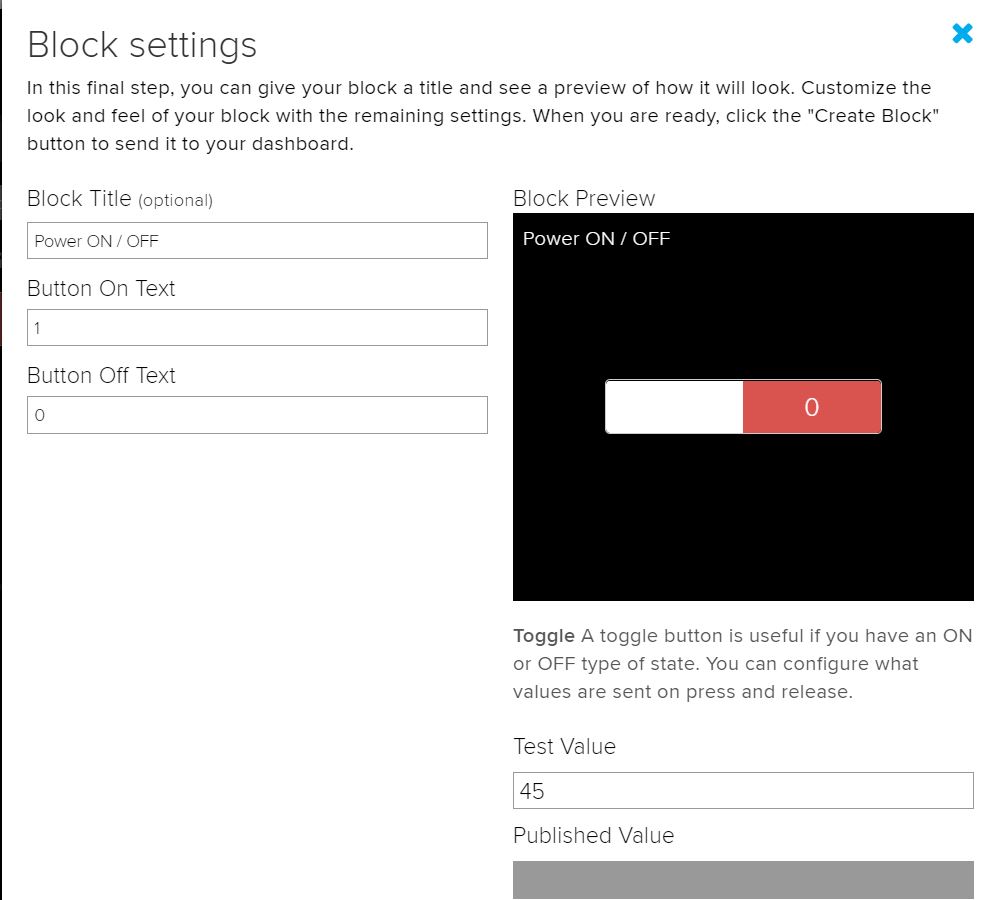 Block settings
In this final step, you can give your block a title and see a preview of how it will look. Customize the
look and feel of your block with the remaining settings. When you are ready, click the "Create Block"
button to send it to your dashboard.
Block Title (optional)
Power ON / OFF
Button On Text
1
Button Off Text
0
Block Preview
Power ON / OFF
0
Toggle A toggle button is useful if you have an ON
or OFF type of state. You can configure what
values are sent on press and release.
Test Value
45
Published Value